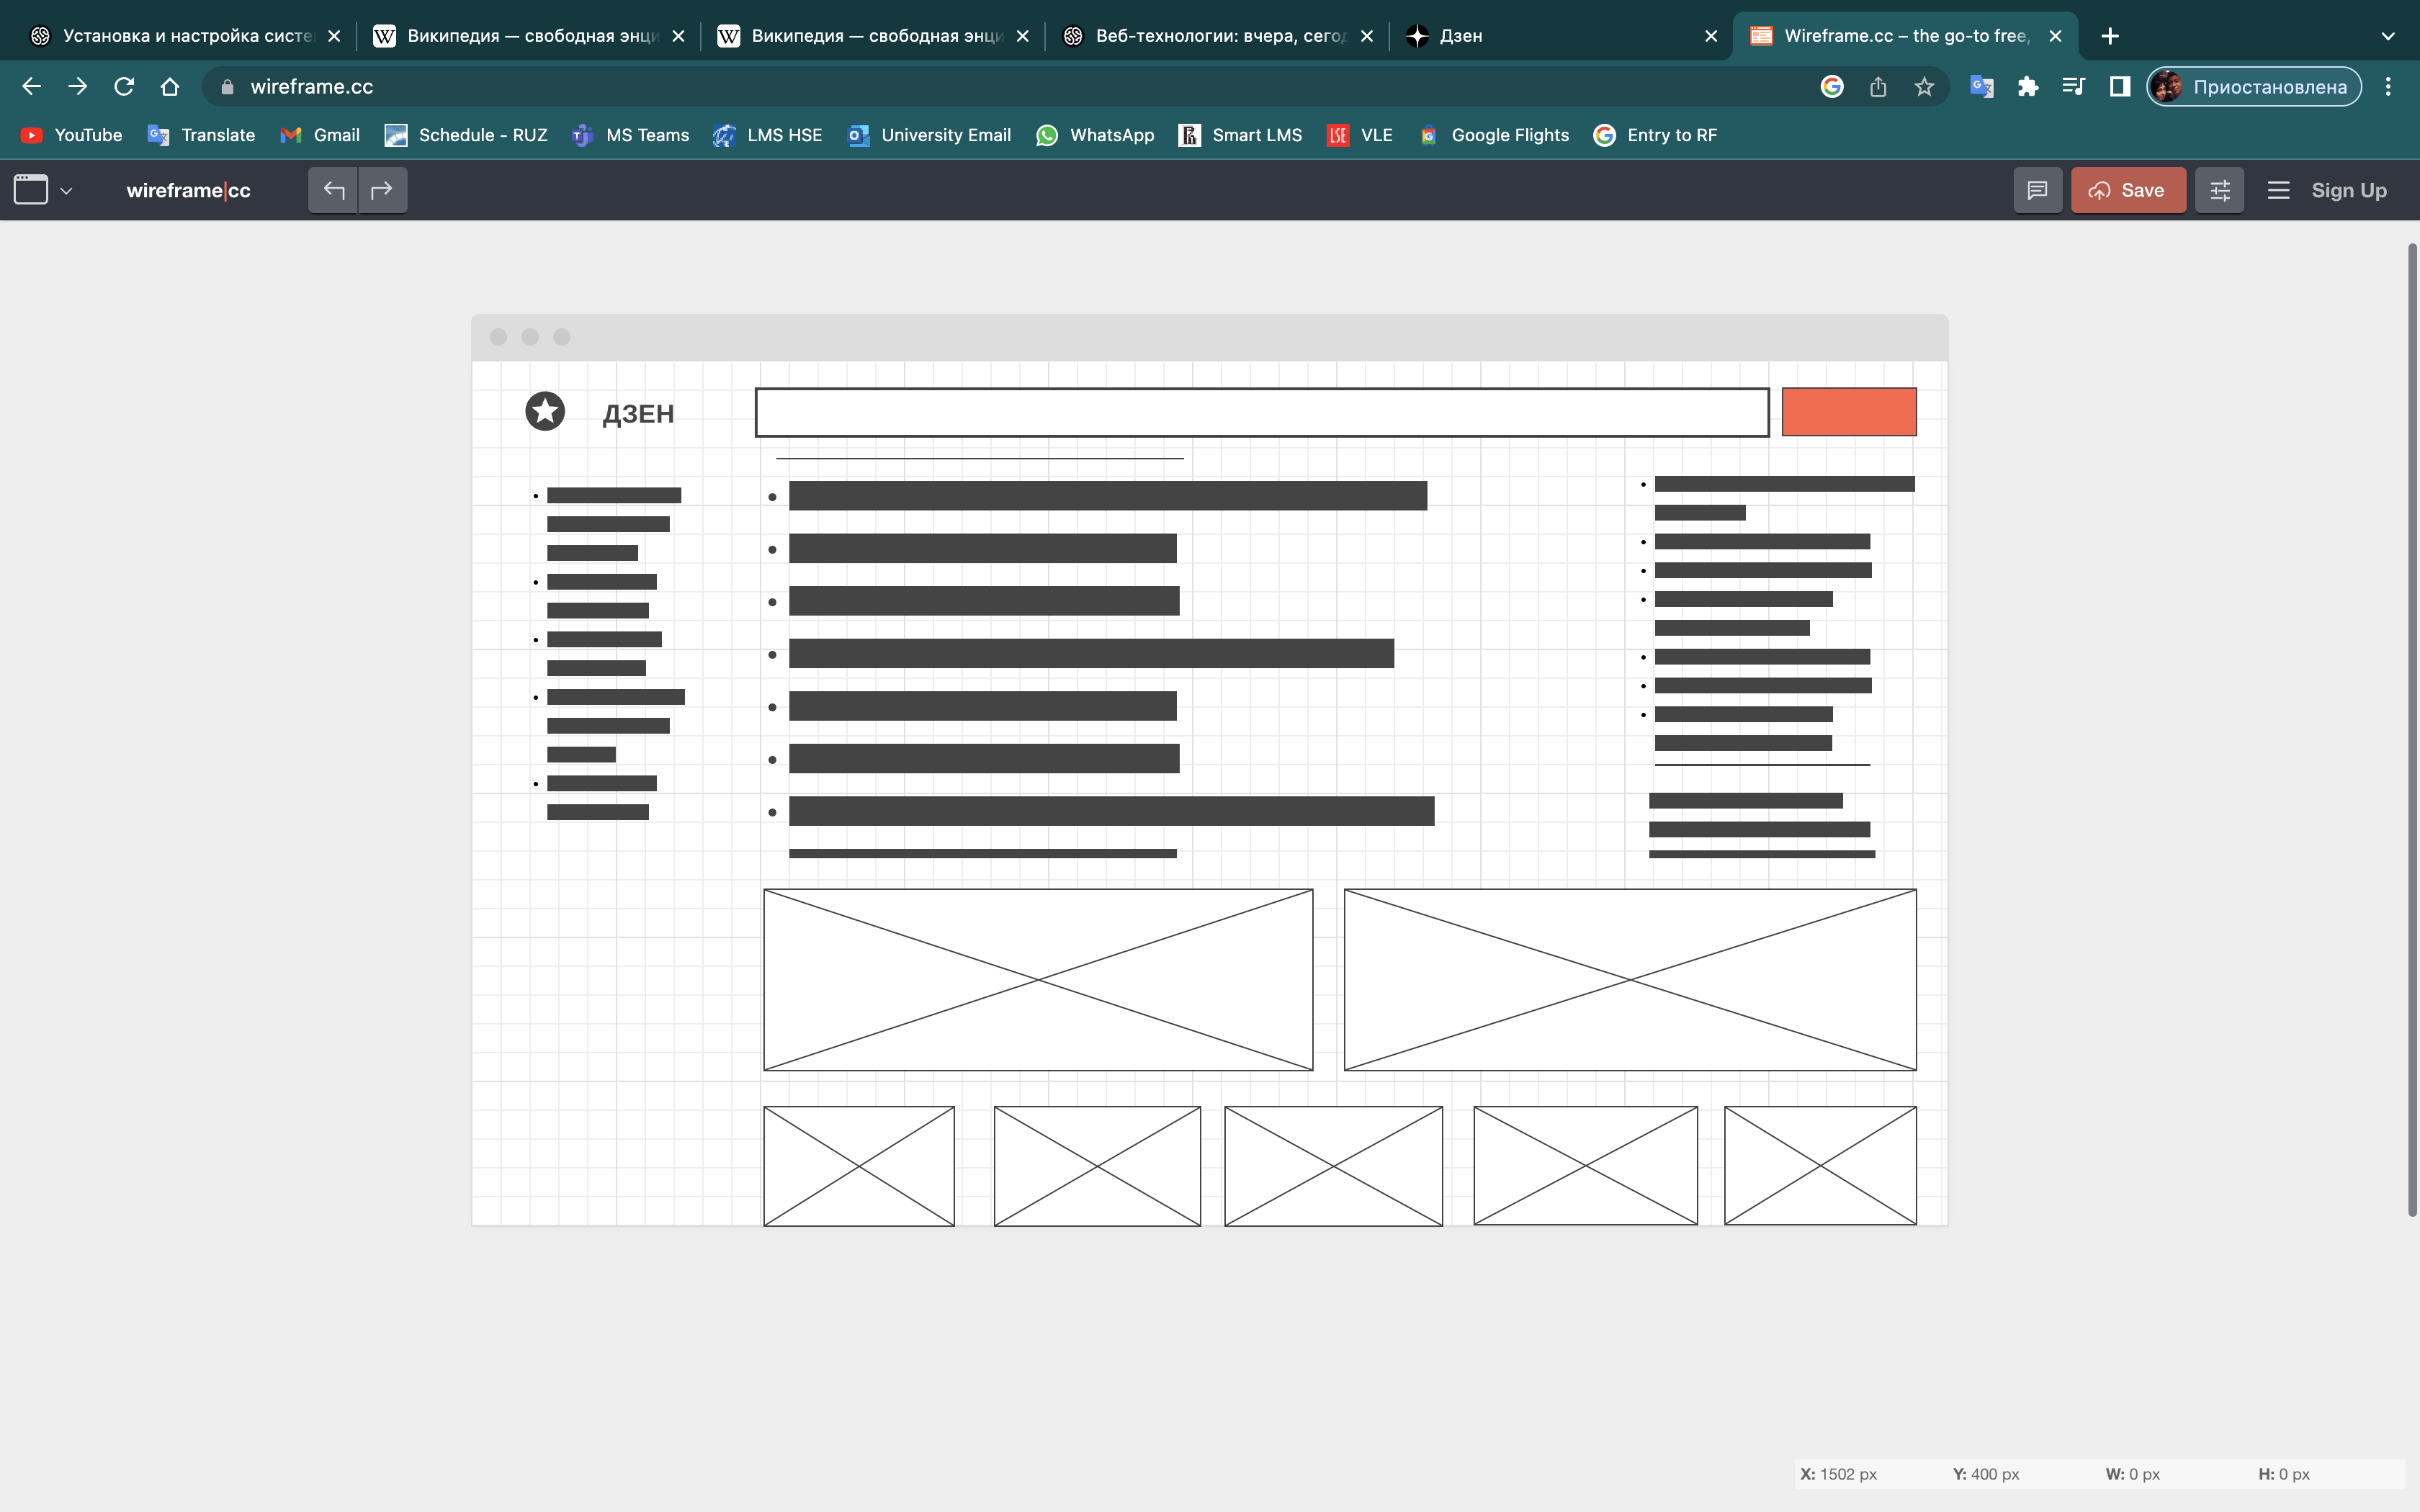 Установка и настройка систе
Википедия — свободная энци
Википедия — свободная энци
Веб-технологии: вчера, сегод
Дзен
Wireframe.cc – the go-to free,
wireframe.cc
Приостановлена
YouTube Translate Gmail Schedule - RUZ MS Teams LMS HSE University Email WhatsApp Smart LMS VLE Google Flights Entry to RF
wireframe|cc
Save
Sign Up
ДЗЕН
X: 1502 px Y: 400 px W: 0 px H: 0 px